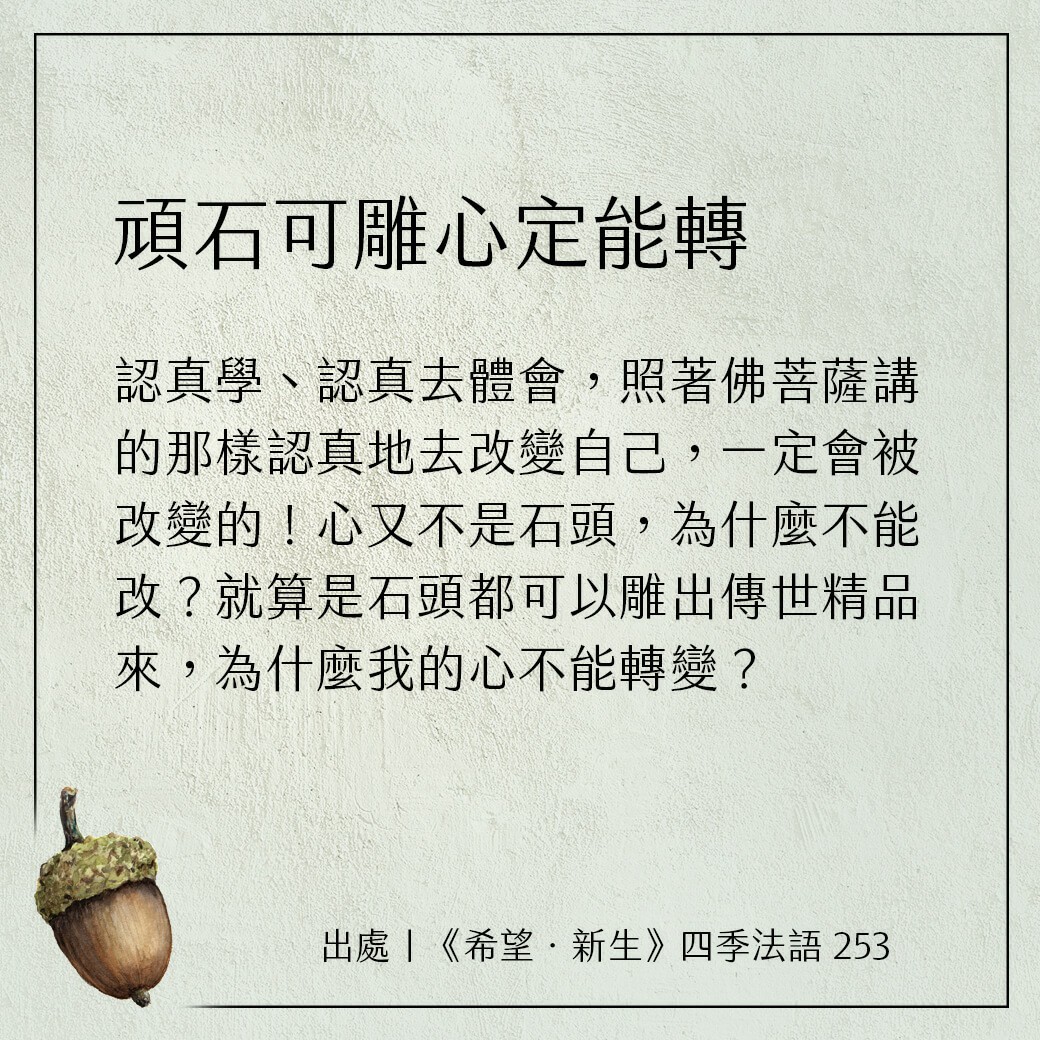 頑石可雕心定能轉
認真學、認真去體會，照著佛菩薩講
的那樣認真地去改變自己，一定會被
改變的！心又不是石頭，為什麼不能
改？就算是石頭都可以雕出傳世精品
來，為什麼我的心不能轉變？
出處｜《希望．新生》四季法語 253